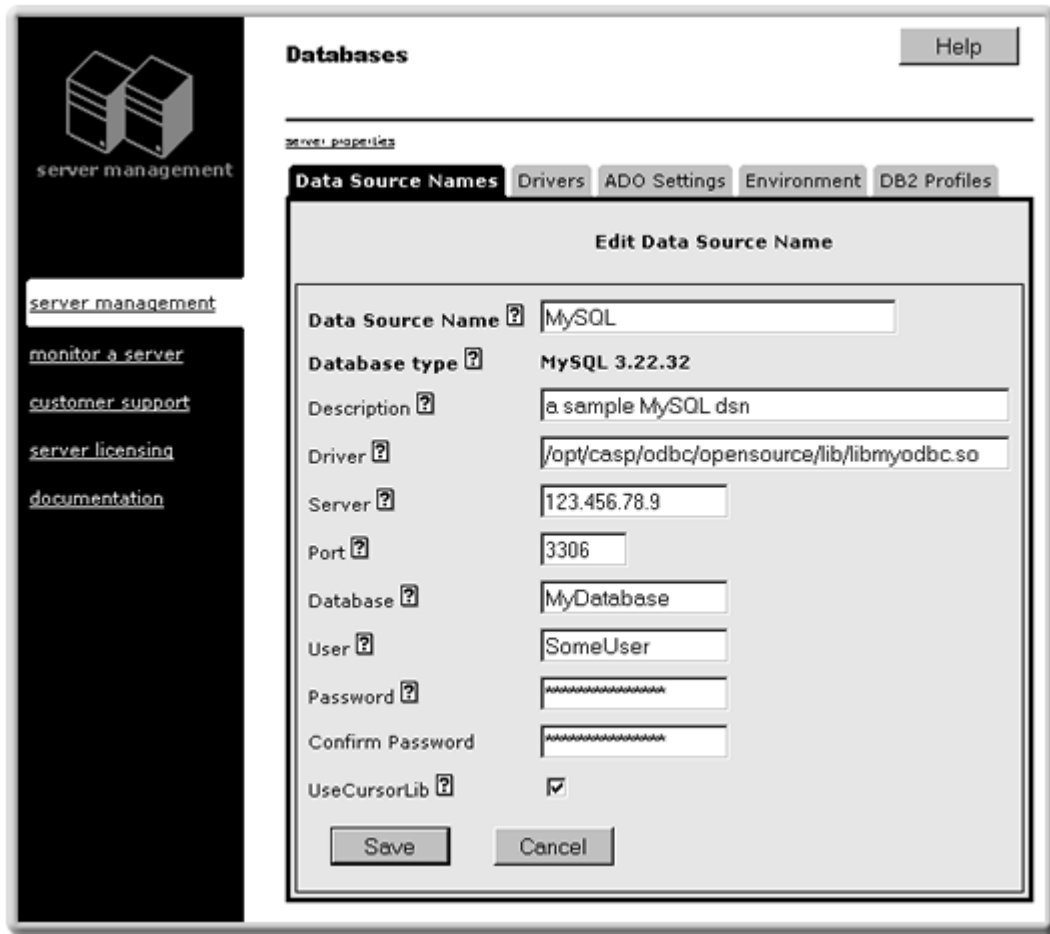 Databases
Help
server management
server properties
Data Source Names Drivers ADO Settings Environment DB2 Profiles
Edit Data Source Name
server management
monitor a server
customer support
server licensing
documentation
Data Source Name ? MySQL
Database type ? MySQL 3.22.32
Description ? a sample MySQL dsn
Driver ? /opt/casp/odbc/opensource/lib/libmyodbc.so
Server ? 123.456.78.9
Port ? 3306
Database ? MyDatabase
User ? SomeUser
Password ? ***************
Confirm Password ***************
UseCursorLib ?
Save Cancel